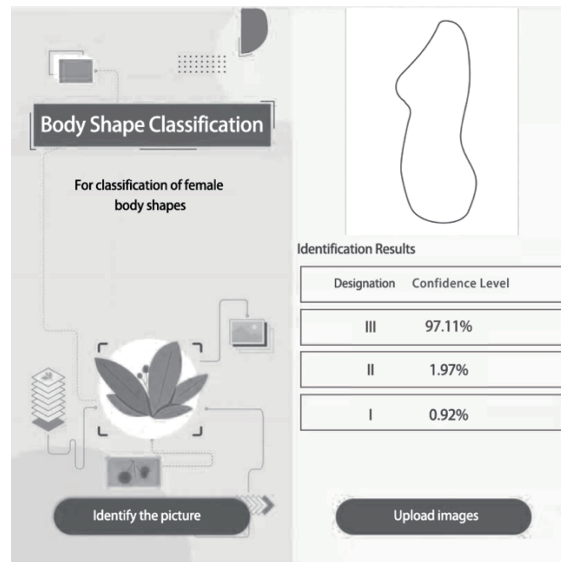 Body Shape Classification
For classification of female
body shapes
Identify the picture
Identification Results
Designation Confidence Level
III 97.11%
II 1.97%
I 0.92%
Upload images